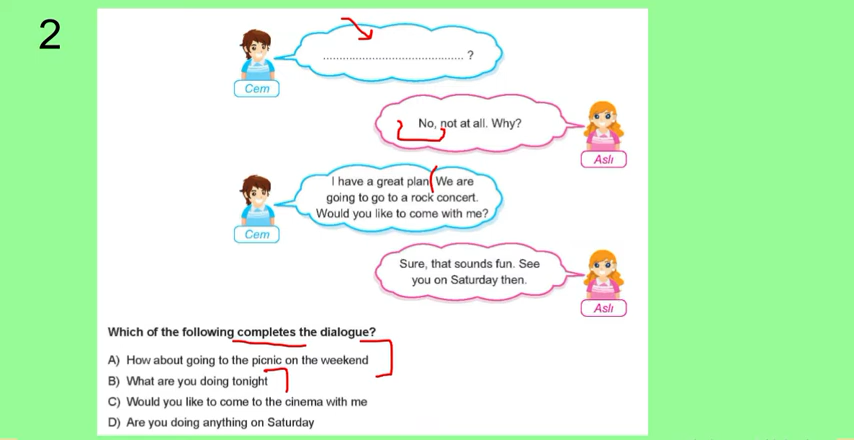 2
........................................ ?
Cem
No, not at all. Why?
Aslı
I have a great plan. We are
going to go to a rock concert.
Would you like to come with me?
Cem
Sure, that sounds fun. See
you on Saturday then.
Aslı
Which of the following completes the dialogue?
A) How about going to the picnic on the weekend
B) What are you doing tonight
C) Would you like to come to the cinema with me
D) Are you doing anything on Saturday